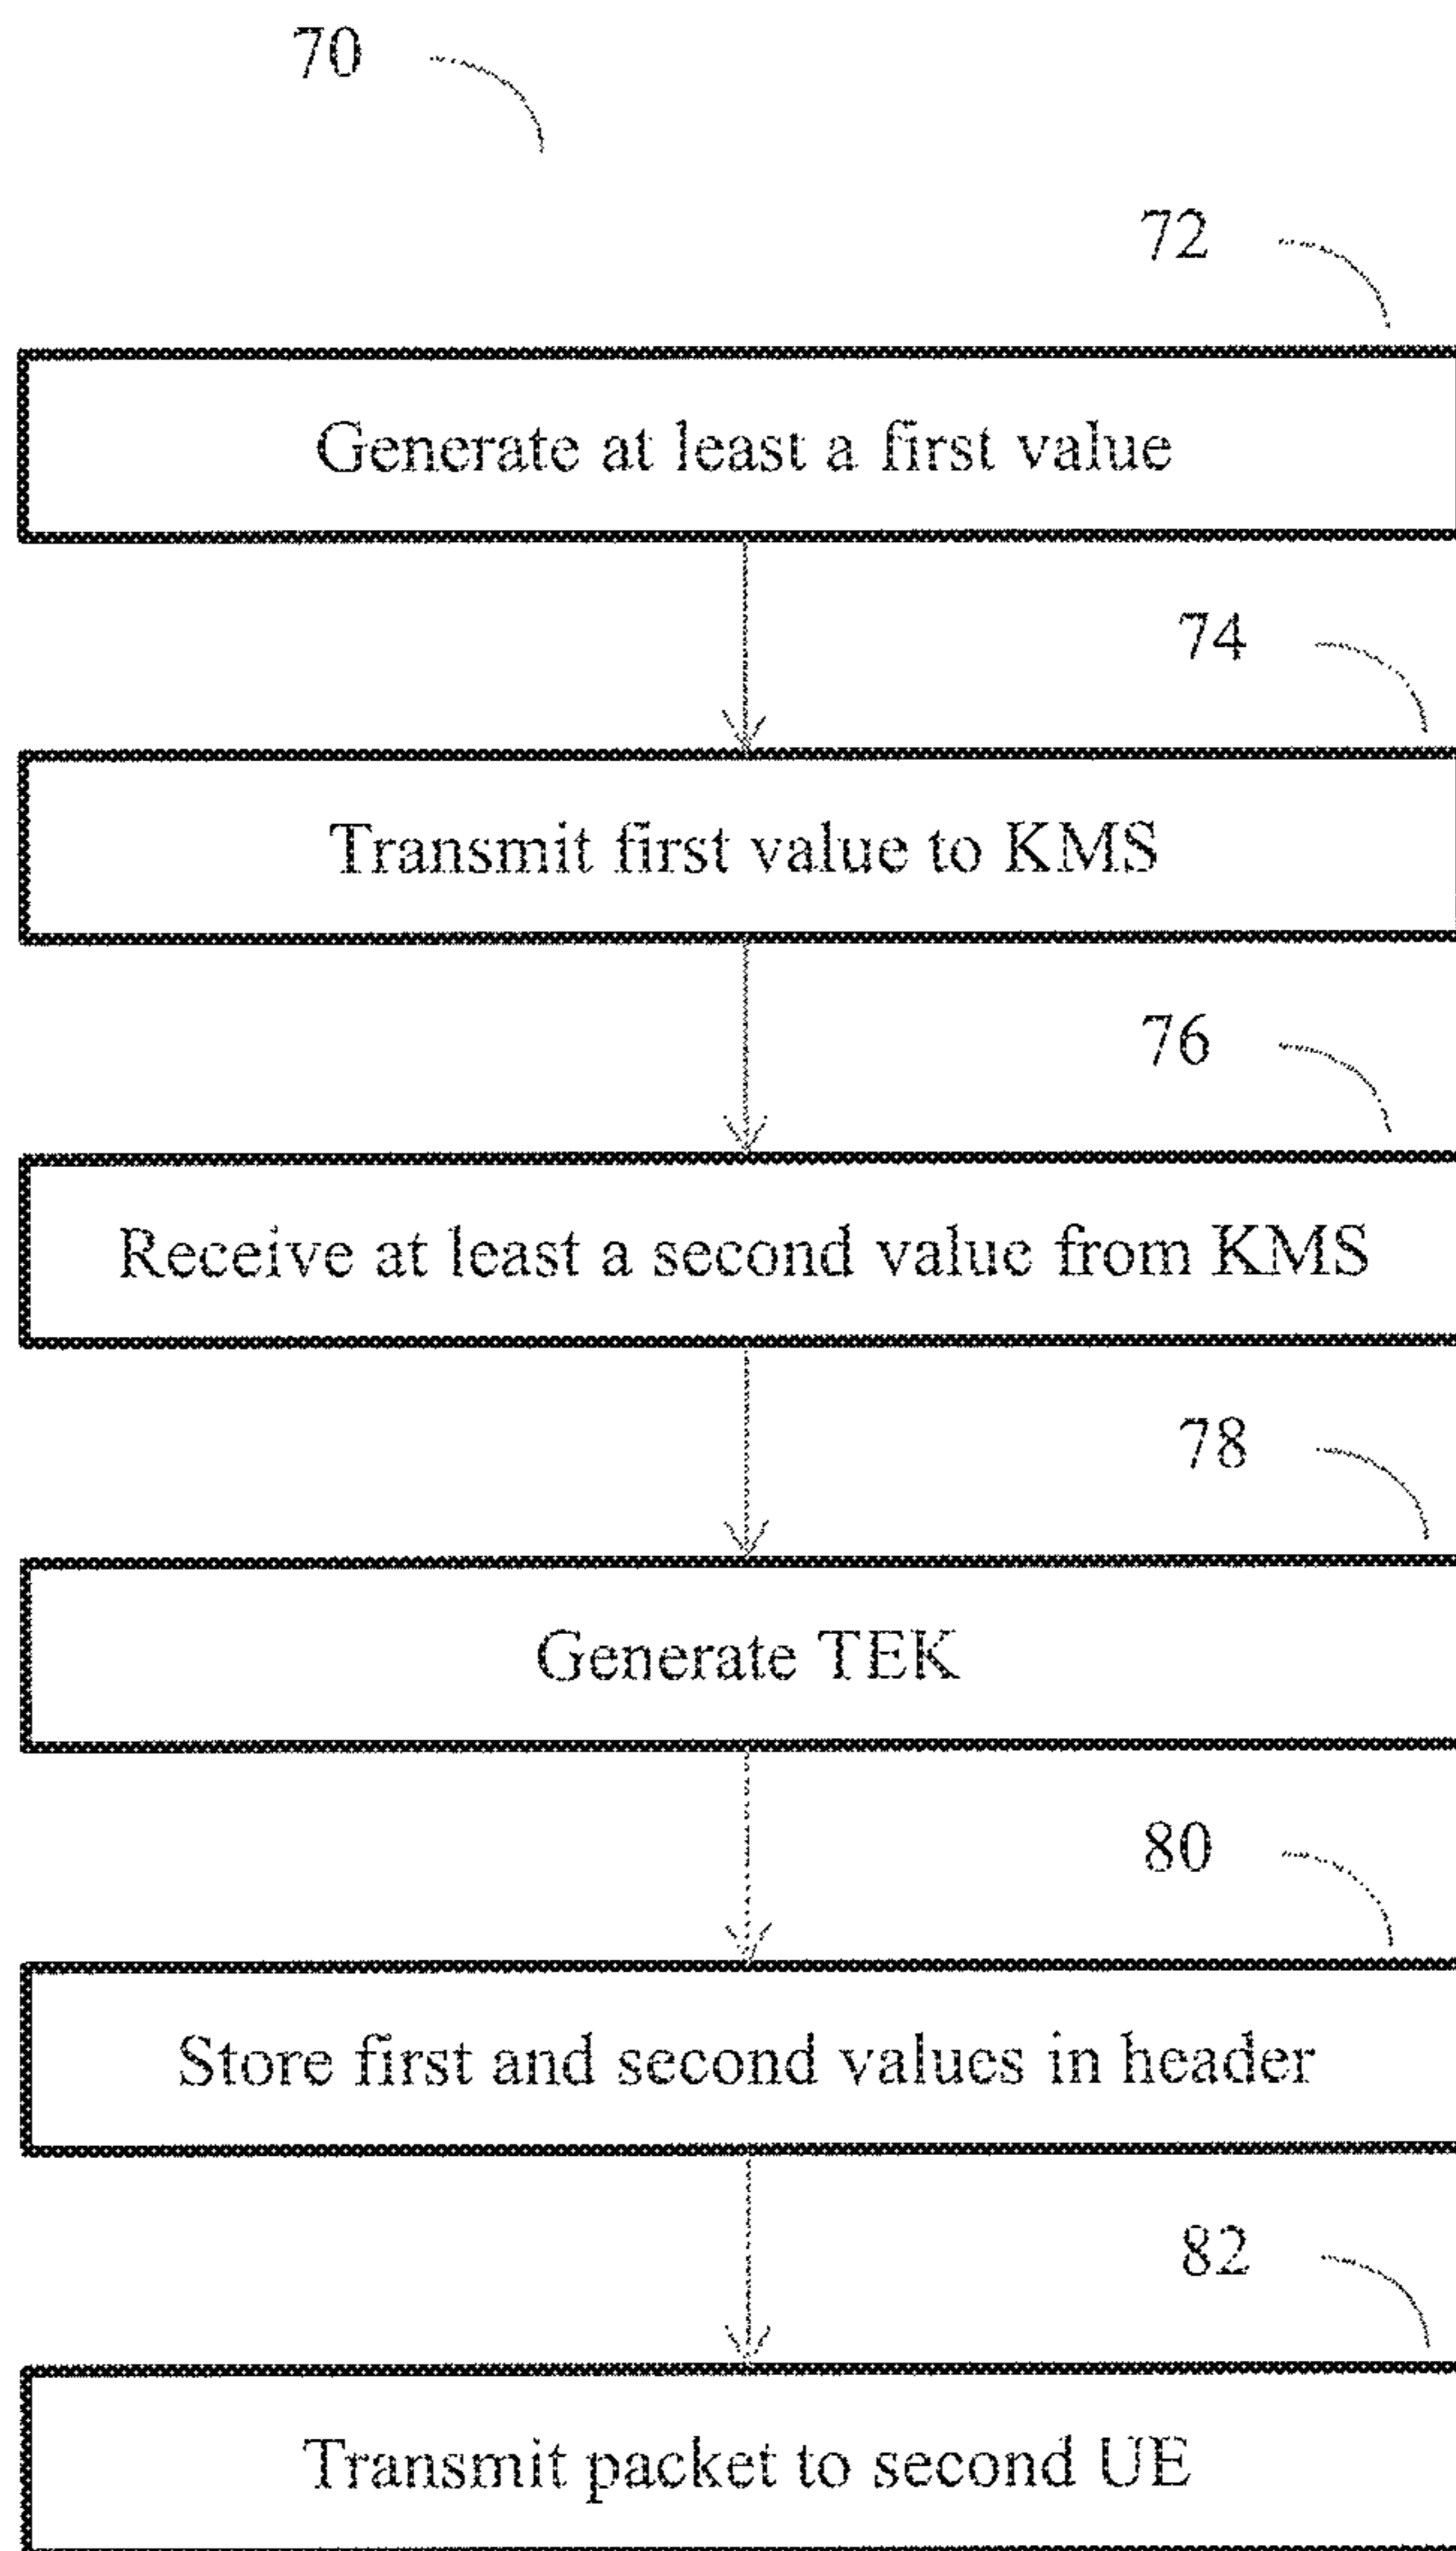 70
72
Generate at least a first value
74
Transmit first value to KMS
76
Receive at least a second value from KMS
78
Generate TEK
80
Store first and second values in header
82
Transmit packet to second UE